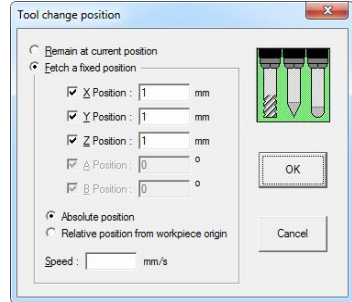 Tool change position
Remain at current position
Fetch a fixed position
X Position : 1 mm
Y Position : 1 mm
Z Position : 1 mm
A Position : 0 °
B Position : 0 °
Absolute position
Relative position from workpiece origin
Speed : mm/s
OK
Cancel